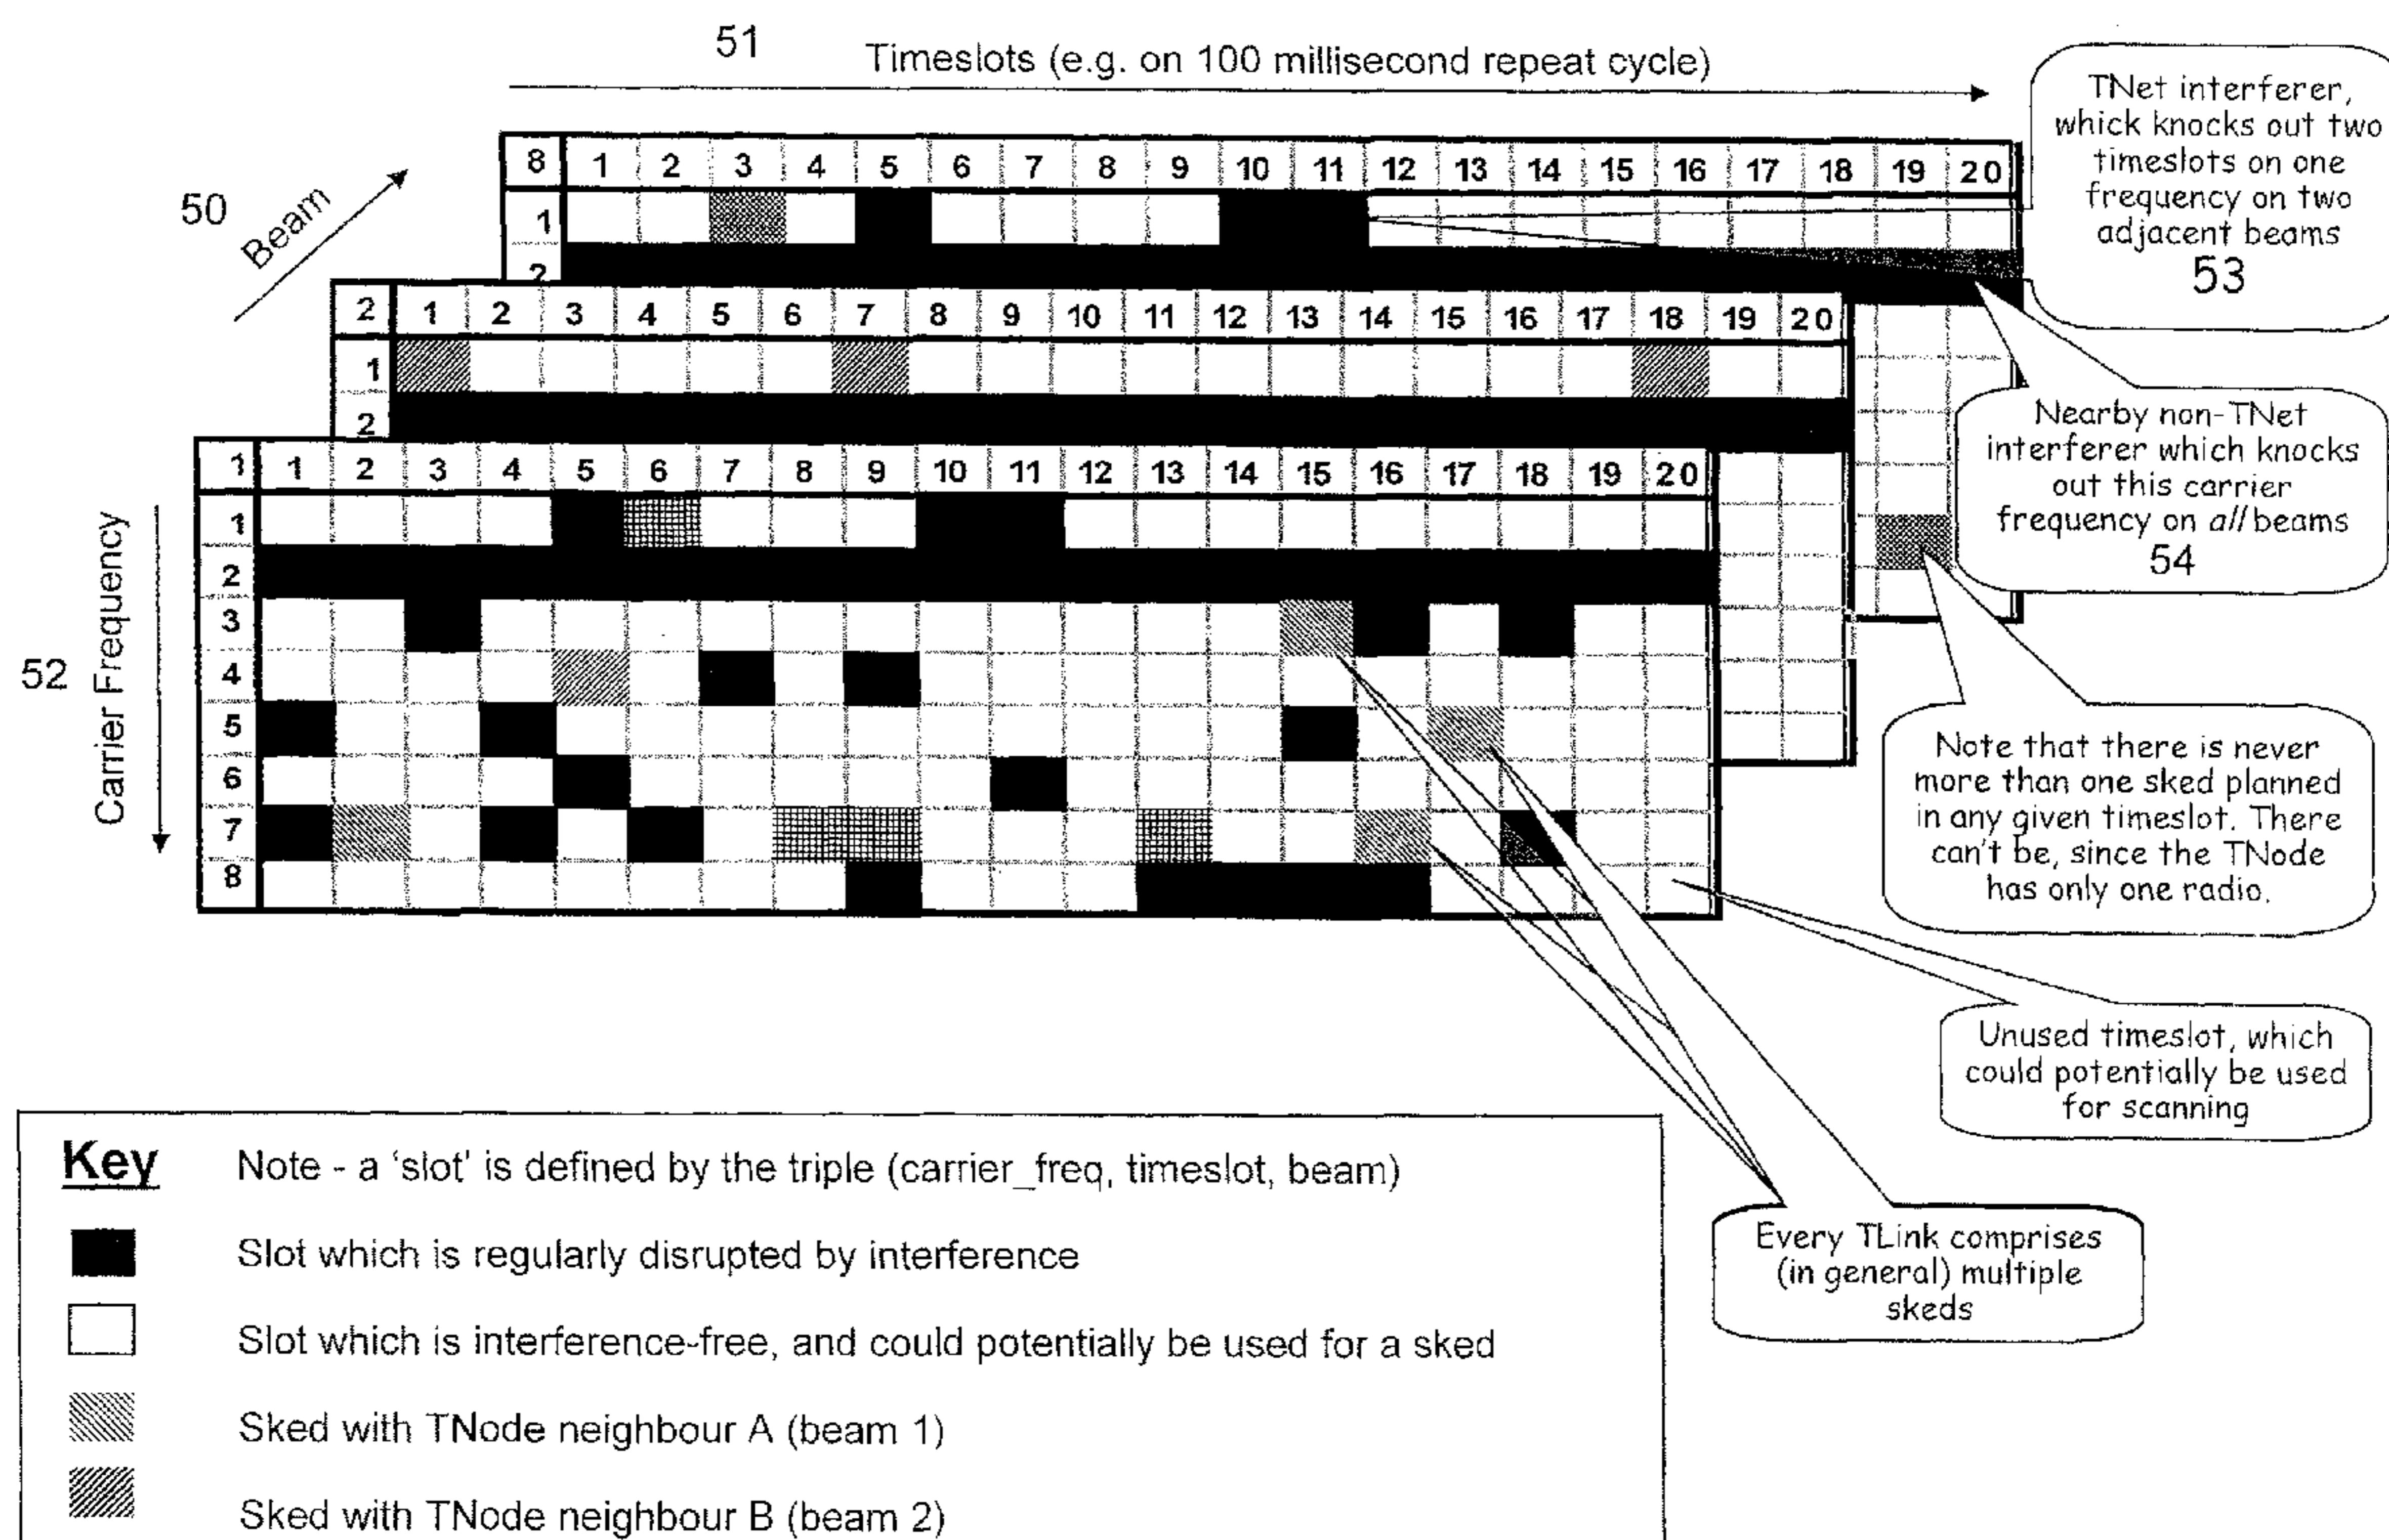 51 Timeslots (e.g. on 100 millisecond repeat cycle)
50 Beam
8 1 2 3 4 5 6 7 8 9 10 11 12 13 14 15 16 17 18 19 20
1
2
2 1 2 3 4 5 6 7 8 9 10 11 12 13 14 15 16 17 18 19 20
1
2
1 1 2 3 4 5 6 7 8 9 10 11 12 13 14 15 16 17 18 19 20
1
2
3
4
5
6
7
8
52 Carrier Frequency
TNet interferer,
whick knocks out two
timeslots on one
frequency on two
adjacent beams
53
Nearby non-TNet
interferer which knocks
out this carrier
frequency on all beams
54
Note that there is never
more than one sked planned
in any given timeslot. There
can't be, since the TNode
has only one radio.
Unused timeslot, which
could potentially be used
for scanning
Every TLink comprises
(in general) multiple
skeds
Key Note - a 'slot' is defined by the triple (carrier_freq, timeslot, beam)
Slot which is regularly disrupted by interference
Slot which is interference-free, and could potentially be used for a sked
Sked with TNode neighbour A (beam 1)
Sked with TNode neighbour B (beam 2)